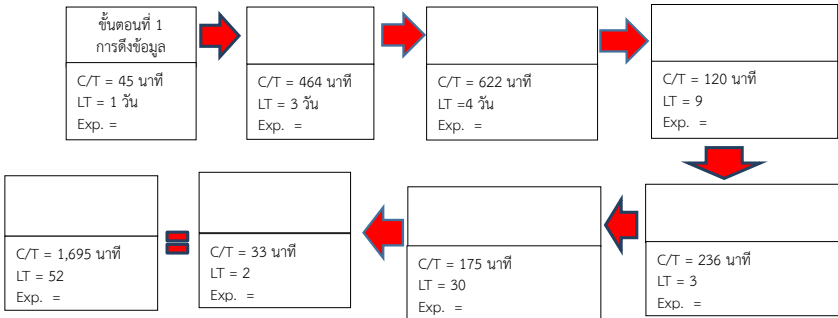 ขั้นตอนที่ 1
การดึงข้อมูล
C/T = 45 นาที
LT = 1 วัน
Exp. =
C/T = 464 นาที
LT = 3 วัน
Exp. =
C/T = 622 นาที
LT =4 วัน
Exp. =
C/T = 120 นาที
LT = 9
Exp. =
C/T = 236 นาที
LT = 3
Exp. =
C/T = 175 นาที
LT = 30
Exp. =
C/T = 33 นาที
LT = 2
Exp. =
C/T = 1,695 นาที
LT = 52
Exp. =